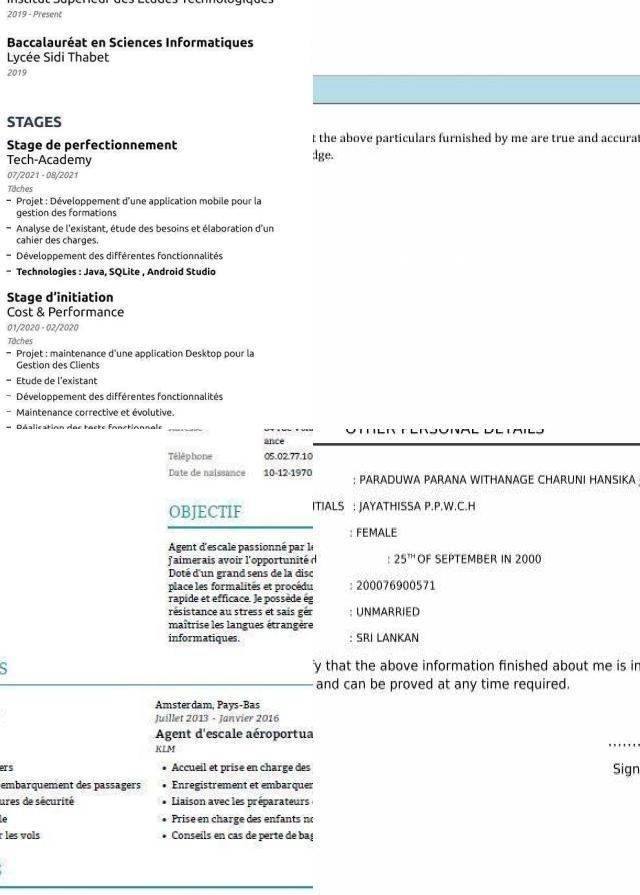 Institut Supérieur des Etudes Technologiques
2019 - Present
Baccalauréat en Sciences Informatiques
Lycée Sidi Thabet
2019
STAGES
Stage de perfectionnement
Tech-Academy
07/2021 - 08/2021
Tâches
– Projet : Développement d'une application mobile pour la
gestion des formations
– Analyse de l'existant, étude des besoins et élaboration d'un
cahier des charges.
– Développement des différentes fonctionnalités
– Technologies : Java, SQLite , Android Studio
Stage d'initiation
Cost & Performance
01/2020 - 02/2020
Tâches
– Projet : maintenance d'une application Desktop pour la
Gestion des Clients
– Etude de l'existant
– Développement des différentes fonctionnalités
– Maintenance corrective et évolutive.
– Réalisation des tests fonctionnels
t the above particulars furnished by me are true and accurat
dge.
ance
Téléphone 05.02.77.10
Date de naissance 10-12-1970
OBJECTIF
Agent d'escale passionné par le
j'aimerais avoir l'opportunité d
Doté d'un grand sens de la disc
place les formalités et procédu
rapide et efficace. Je possède ég
résistance au stress et sais gér
maîtrise les langues étrangère
informatiques.
S
Amsterdam, Pays-Bas
Juillet 2013 - Janvier 2016
Agent d'escale aéroportua
KLM
ers
• Accueil et prise en charge des
embarquement des passagers
• Enregistrement et embarquer
ures de sécurité
• Liaison avec les préparateurs
le
• Prise en charge des enfants no
r les vols
• Conseils en cas de perte de bag
OTHER PERSONAL DETAILS
: PARADUWA PARANA WITHANAGE CHARUNI HANSIKA
TIALS : JAYATHISSA P.P.W.C.H
: FEMALE
: 25TH OF SEPTEMBER IN 2000
: 200076900571
: UNMARRIED
: SRI LANKAN
fy that the above information finished about me is in
and can be proved at any time required.
........
Sign